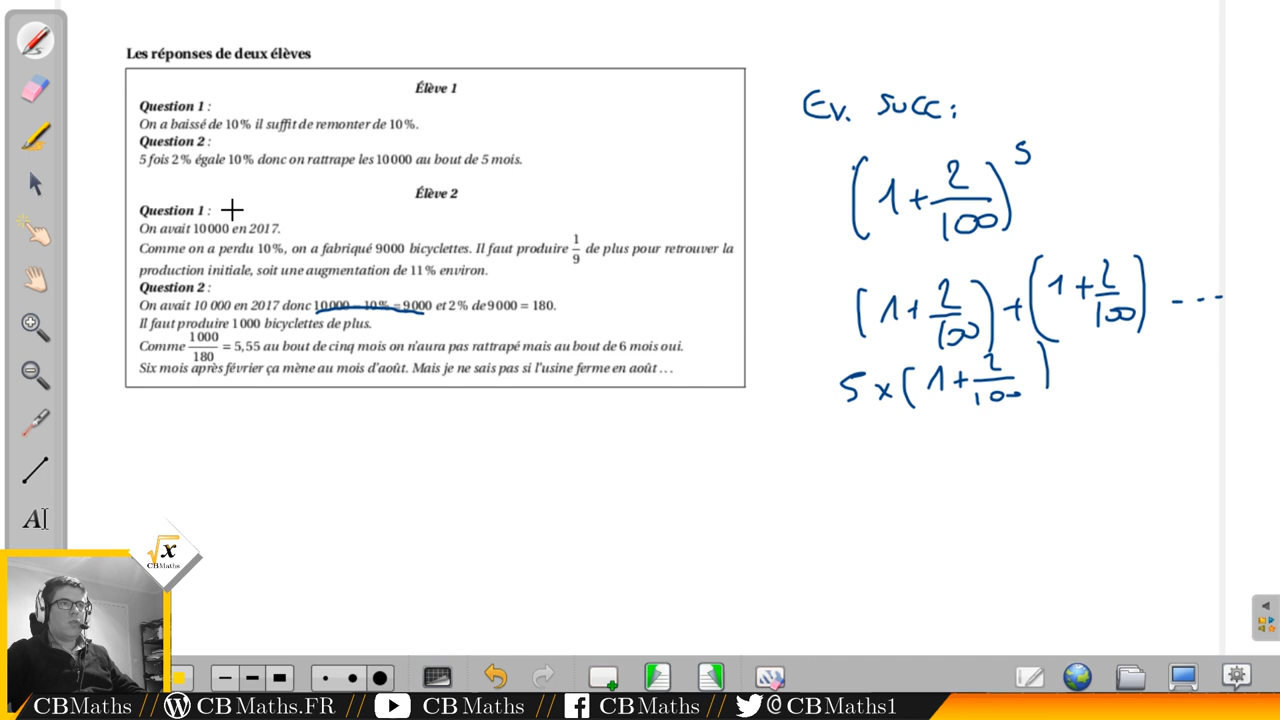 Les réponses de deux élèves
Élève 1
Question 1 :
On a baissé de 10% il suffit de remonter de 10%.
Question 2 :
5 fois 2% égale 10% donc on rattrape les 10000 au bout de 5 mois.
Élève 2
Question 1 :
On avait 10000 en 2017.
Comme on a perdu 10%, on a fabriqué 9000 bicyclettes. Il faut produire 1/9 de plus pour retrouver la
production initiale, soit une augmentation de 11% environ.
Question 2 :
On avait 10 000 en 2017 donc 10000 − 10% = 9000 et 2% de 9000 = 180.
Il faut produire 1000 bicyclettes de plus.
Comme 1000/180 = 5,55 au bout de cinq mois on n'aura pas rattrapé mais au bout de 6 mois oui.
Six mois après février ça mène au mois d'août. Mais je ne sais pas si l'usine ferme en août ...
Ev. succ :
(1 + 2/100)^5
(1 + 2/100) + (1 + 2/100) ---
5 x (1 + 2/100)
AI
√x
CBMaths
CBMaths // CBMaths.FR / CBMaths / CBMaths / @CBMaths1